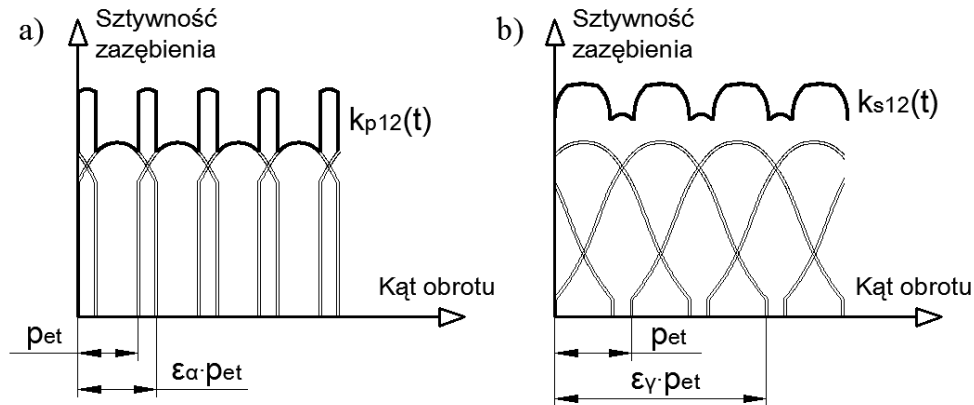 a)
Sztywność
zazębienia
kp12(t)
Kąt obrotu
pet
εα·pet
b)
Sztywność
zazębienia
ks12(t)
Kąt obrotu
pet
εγ·pet